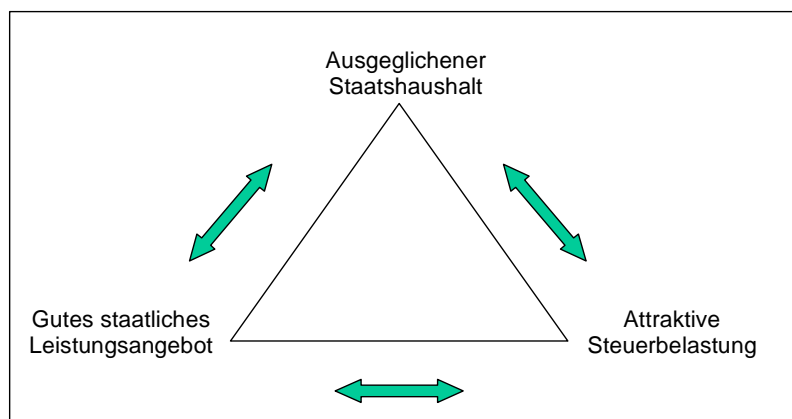 Ausgeglichener
Staatshaushalt
Gutes staatliches
Leistungsangebot
Attraktive
Steuerbelastung